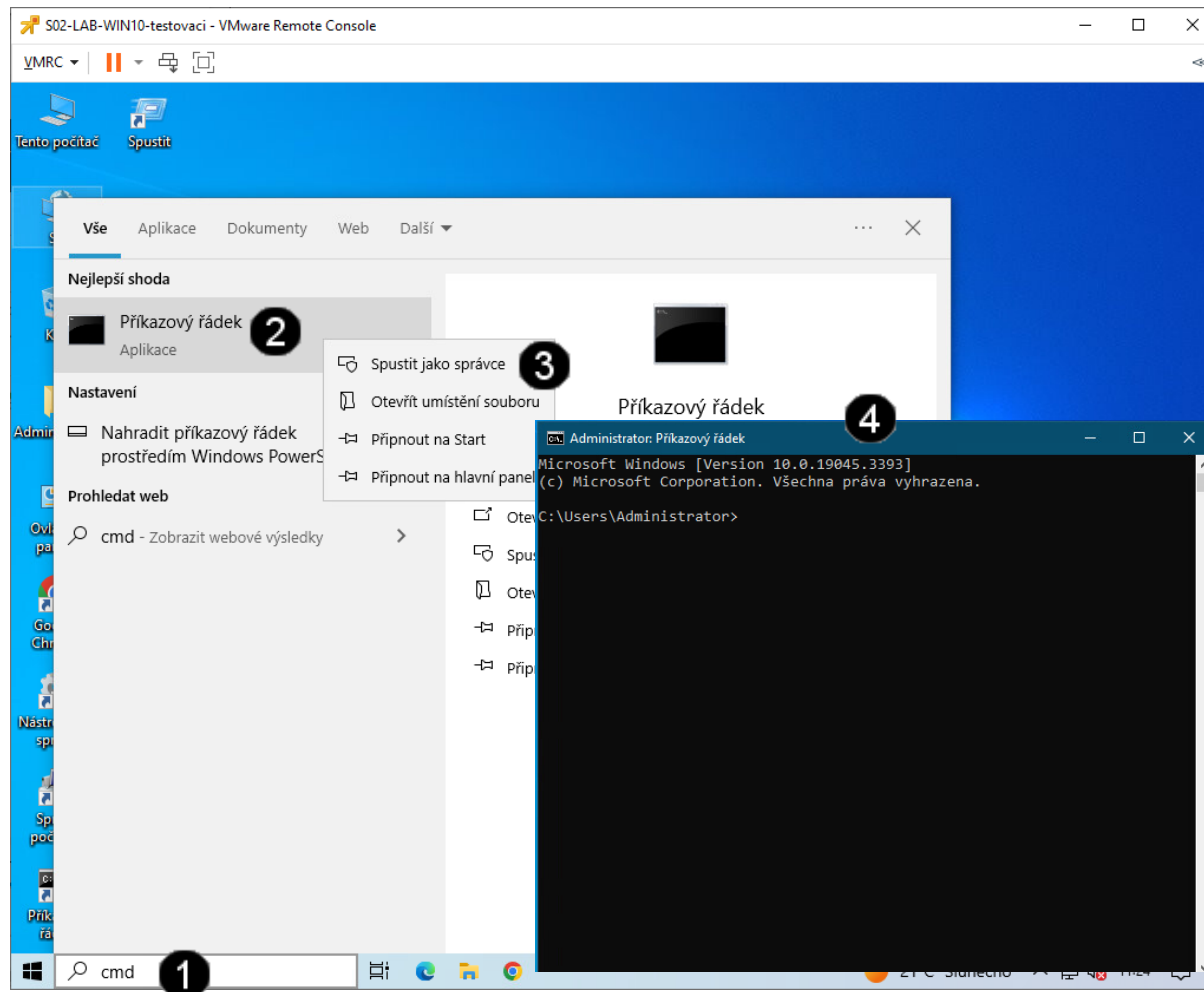 S02-LAB-WIN10-testovaci - VMware Remote Console
VMRC
Tento počítač
Spustit
Vše Aplikace Dokumenty Web Další
Nejlepší shoda
Příkazový řádek
2
Aplikace
Spustit jako správce
3
Otevřít umístění souboru
Připnout na Start
Připnout na hlavní panel
Nastavení
Nahradit příkazový řádek
prostředím Windows PowerS
Prohledat web
cmd - Zobrazit webové výsledky
Příkazový řádek
4
Administrator: Příkazový řádek
Microsoft Windows [Version 10.0.19045.3393]
(c) Microsoft Corporation. Všechna práva vyhrazena.
C:\Users\Administrator>
cmd
1